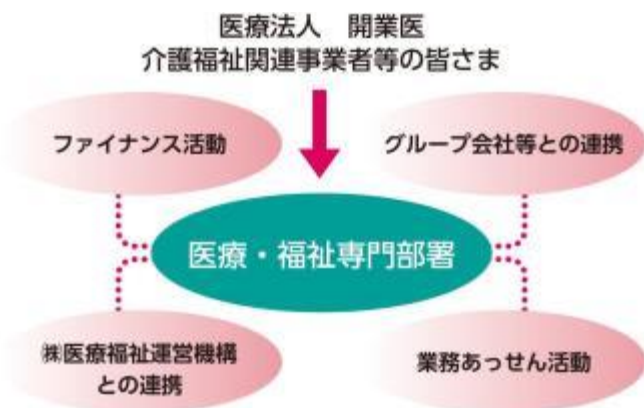 医療法人　開業医
介護福祉関連事業者等の皆さま
ファイナンス活動
グループ会社等との連携
医療・福祉専門部署
㈱医療福祉運営機構
との連携
業務あっせん活動